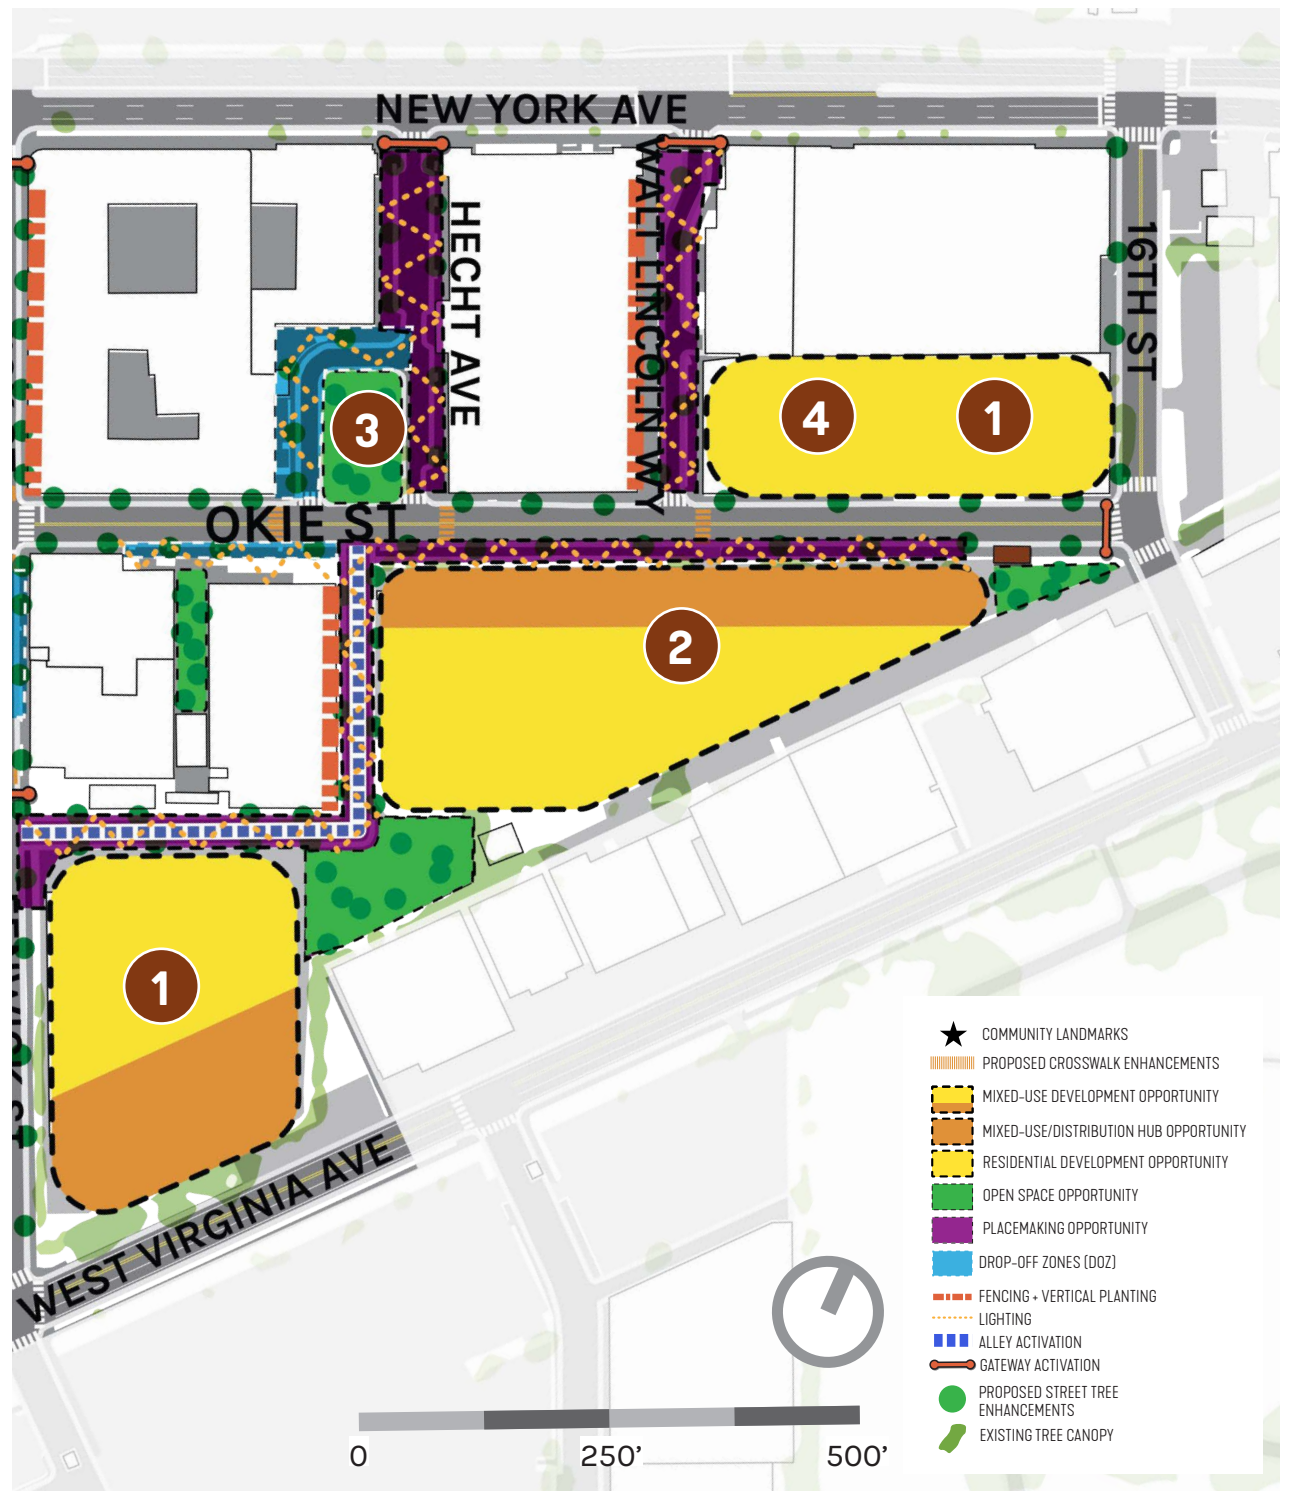 NEW YORK AVE
HECHT AVE
WALT LINCOLN WY
16TH ST
4
1
3
OKIE ST
2
1
WEST VIRGINIA AVE
COMMUNITY LANDMARKS
PROPOSED CROSSWALK ENHANCEMENTS
MIXED-USE DEVELOPMENT OPPORTUNITY
MIXED-USE/DISTRIBUTION HUB OPPORTUNITY
RESIDENTIAL DEVELOPMENT OPPORTUNITY
OPEN SPACE OPPORTUNITY
PLACEMAKING OPPORTUNITY
DROP-OFF ZONES (DOZ)
FENCING + VERTICAL PLANTING
LIGHTING
ALLEY ACTIVATION
GATEWAY ACTIVATION
PROPOSED STREET TREE
ENHANCEMENTS
EXISTING TREE CANOPY
0 250' 500'